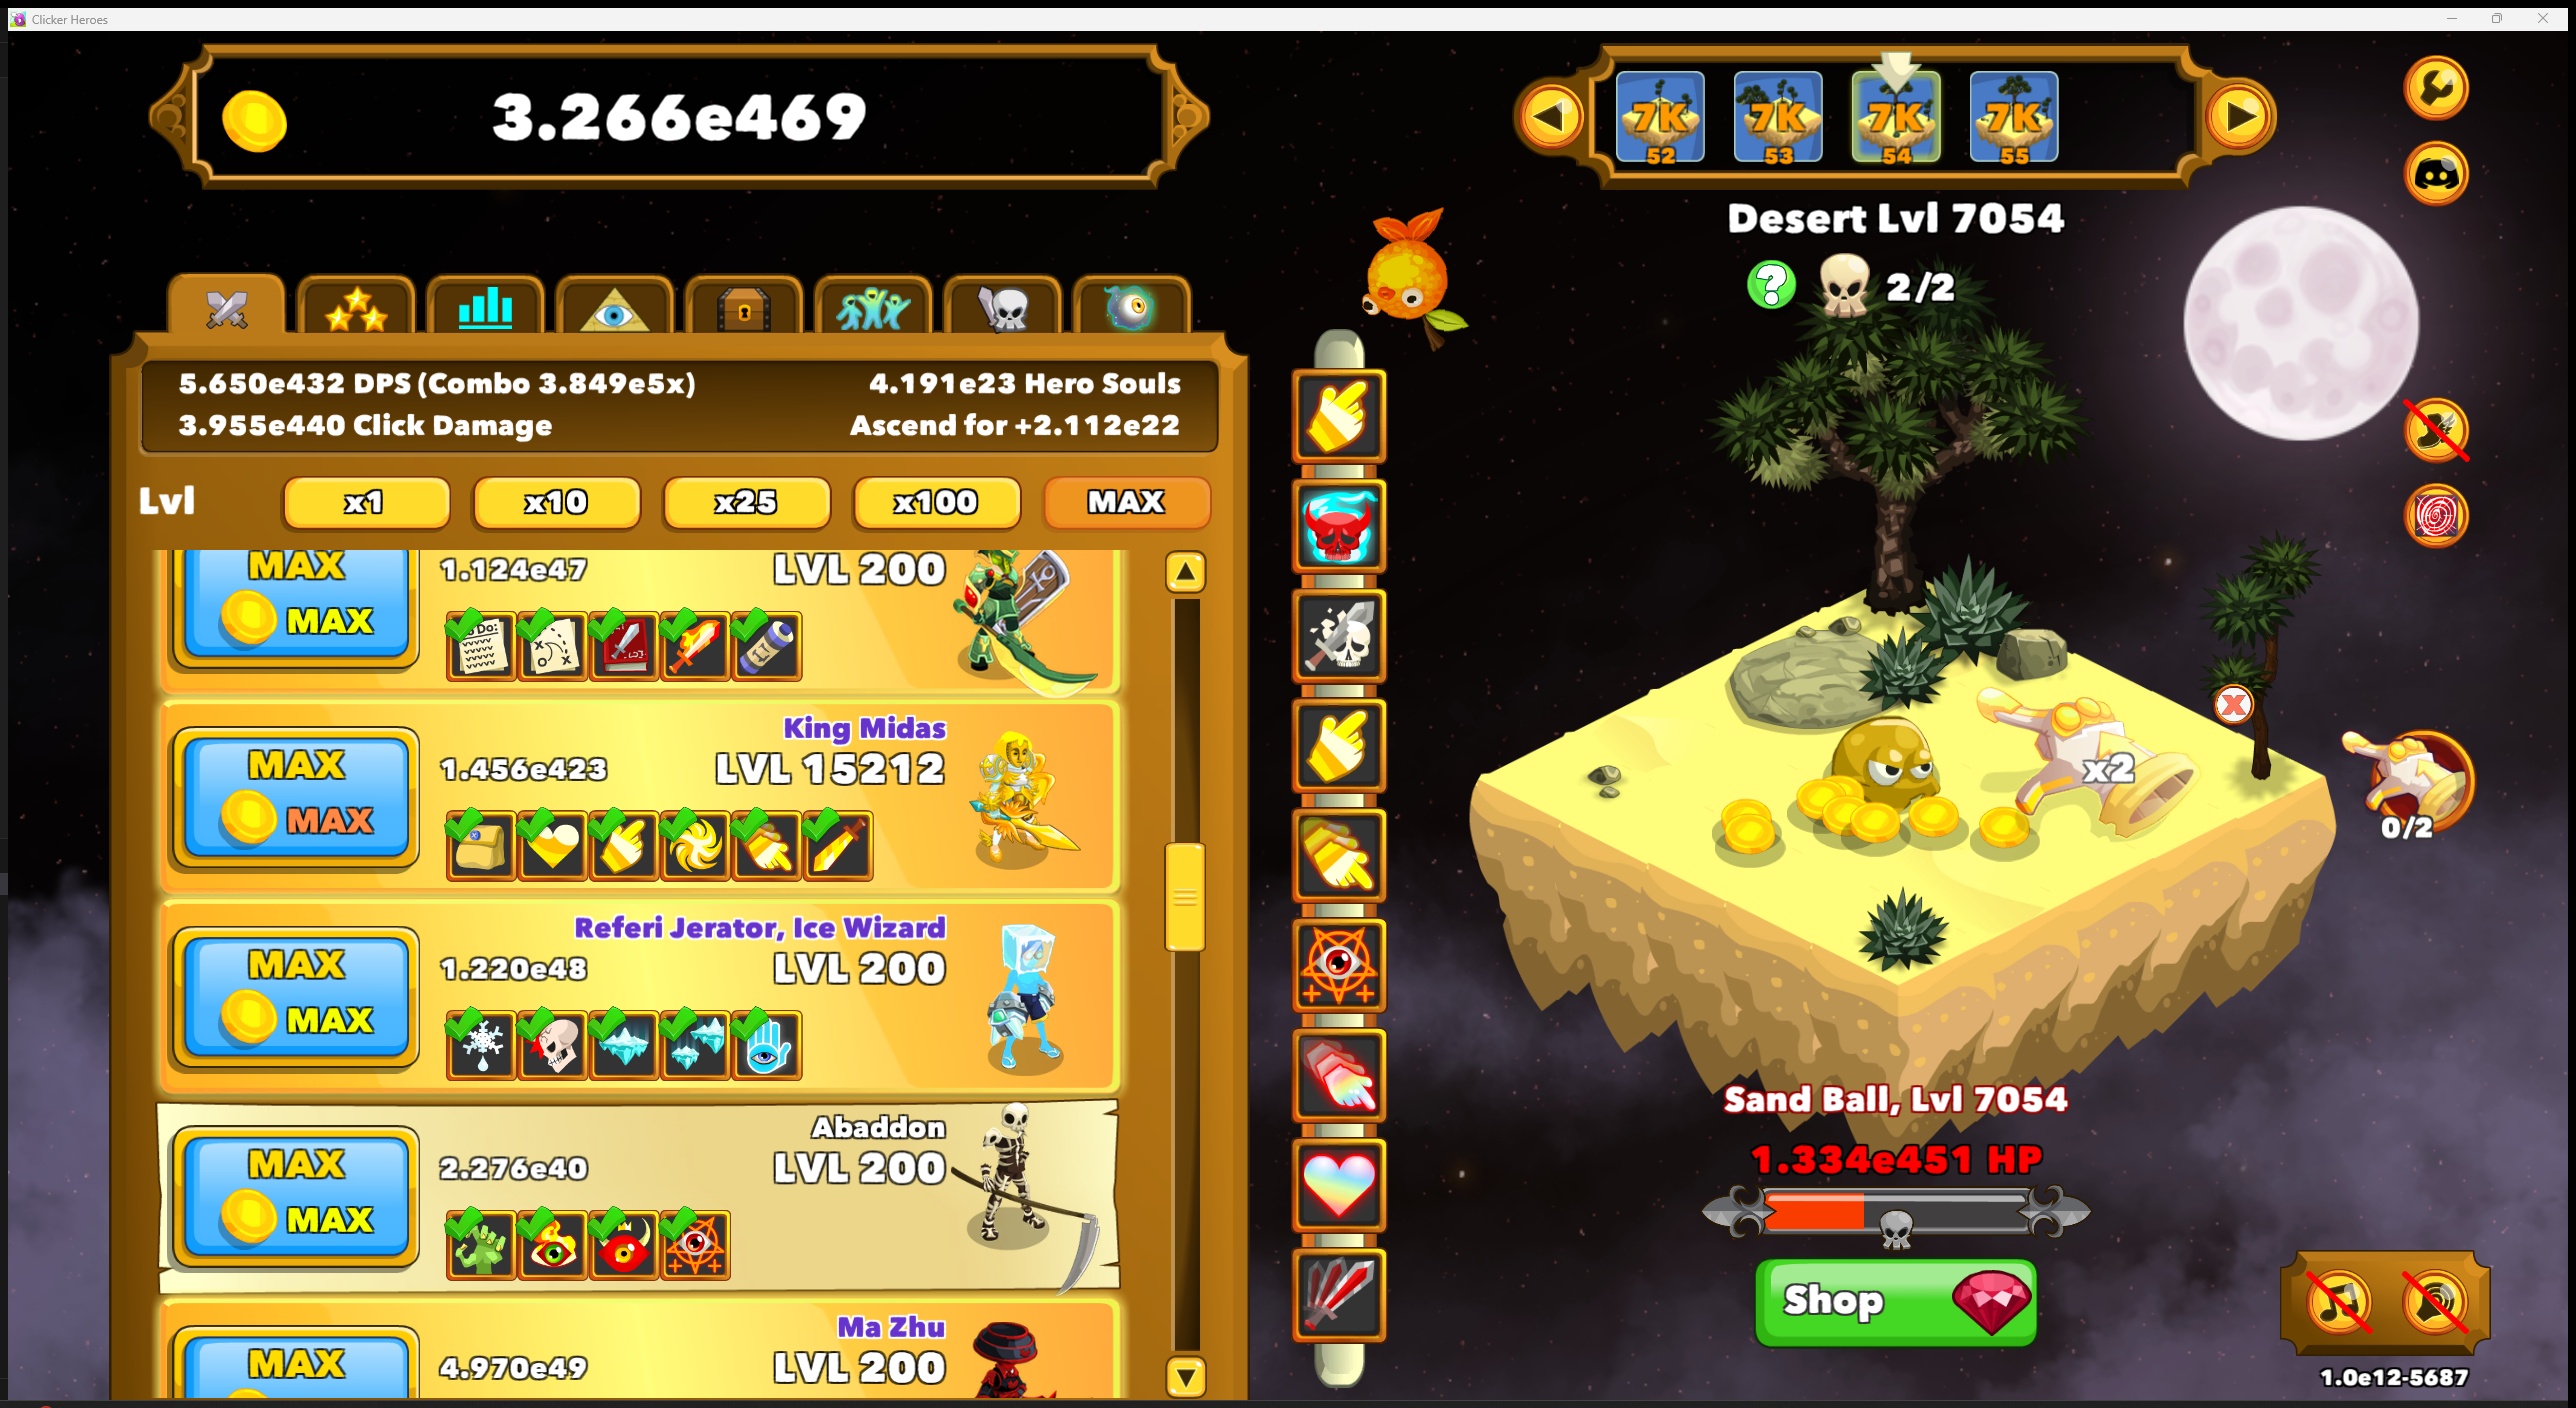 Clicker Heroes
3.266e469
7K
52
7K
53
7K
54
7K
55
Desert Lvl 7054
2/2
5.650e432 DPS (Combo 3.849e5x)
4.191e23 Hero Souls
3.955e440 Click Damage
Ascend for +2.112e22
Lvl
x1
x10
x25
x100
MAX
MAX
MAX
1.124e47
LVL 200
Do:
King Midas
MAX
MAX
1.456e423
LVL 15212
Referi Jerator, Ice Wizard
MAX
MAX
1.220e48
LVL 200
Abaddon
MAX
MAX
2.276e40
LVL 200
Ma Zhu
MAX
4.970e49
LVL 200
x2
0/2
Sand Ball, Lvl 7054
1.334e451 HP
Shop
1.0e12-5687